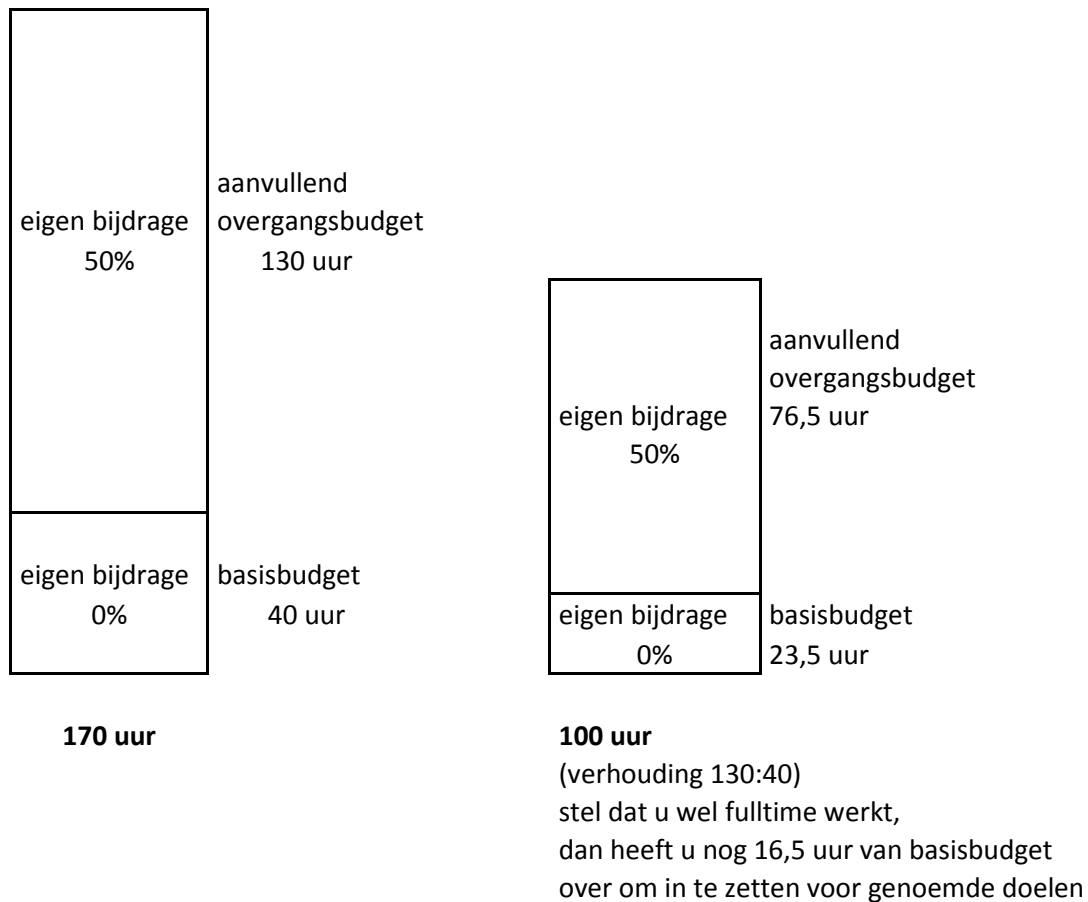 aanvullend
eigen bijdrage overgangsbudget
50% 130 uur
eigen bijdrage basisbudget
0% 40 uur
170 uur
aanvullend
overgangsbudget
eigen bijdrage 76,5 uur
50%
eigen bijdrage basisbudget
0% 23,5 uur
100 uur
(verhouding 130:40)
stel dat u wel fulltime werkt,
dan heeft u nog 16,5 uur van basisbudget
over om in te zetten voor genoemde doelen